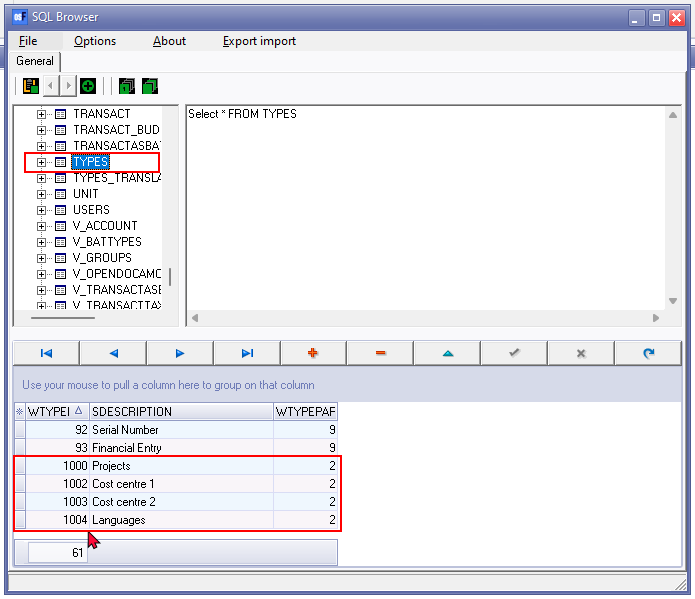 SQL Browser
File Options About Export import
General
TRANSACT
TRANSACT_BUD
TRANSACTASBA
TYPES
TYPES_TRANSLA
UNIT
USERS
V_ACCOUNT
V_BATTYPES
V_GROUPS
V_OPENDOCAMO
V_TRANSACTASE
V_TRANSACTTAX
Select * FROM TYPES
Use your mouse to pull a column here to group on that column
WTYPEI SDESCRIPTION WTYPEPAF
92 Serial Number 9
93 Financial Entry 9
1000 Projects 2
1002 Cost centre 1 2
1003 Cost centre 2 2
1004 Languages 2
61